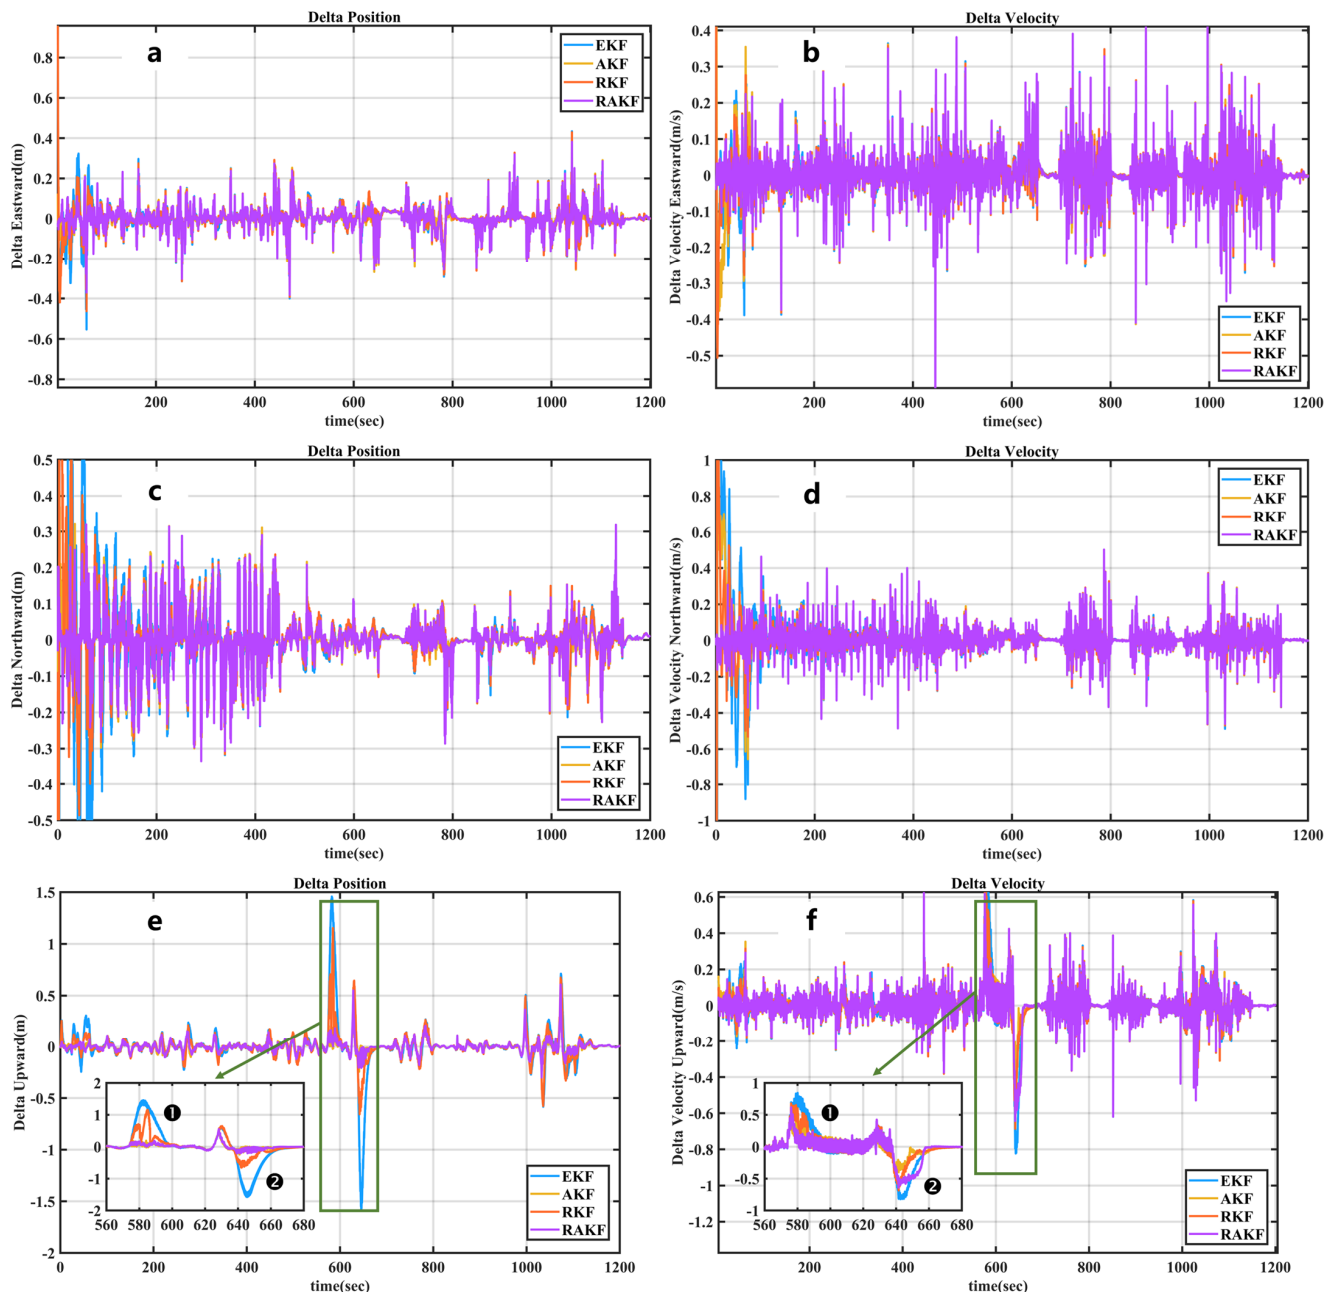 Delta Position
a
EKF
AKF
RKF
RAKF
0.8
0.6
0.4
0.2
0
-0.2
-0.4
-0.6
-0.8
Delta Eastward(m)
200 400 600 800 1000 1200
time(sec)
Delta Velocity
b
0.4
0.3
0.2
0.1
0
-0.1
-0.2
-0.3
-0.4
-0.5
Delta Velocity Eastward(m/s)
EKF
AKF
RKF
RAKF
0 200 400 600 800 1000 1200
time(sec)
Delta Position
c
0.5
0.4
0.3
0.2
0.1
0
-0.1
-0.2
-0.3
-0.4
-0.5
Delta Northward(m)
EKF
AKF
RKF
RAKF
0 200 400 600 800 1000 1200
time(sec)
Delta Velocity
d
EKF
AKF
RKF
RAKF
1
0.8
0.6
0.4
0.2
0
-0.2
-0.4
-0.6
-0.8
-1
Delta Velocity Northward(m/s)
0 200 400 600 800 1000 1200
time(sec)
Delta Position
e
1.5
1
0.5
0
-0.5
-1
-1.5
-2
Delta Upward(m)
2
1
0
-1
-2
❶
❷
560 580 600 620 640 660 680
EKF
AKF
RKF
RAKF
0 200 400 600 800 1000 1200
time(sec)
Delta Velocity
f
0.6
0.4
0.2
0
-0.2
-0.4
-0.6
-0.8
-1
-1.2
Delta Velocity Upward(m/s)
1
0.5
0
-0.5
-1
❶
❷
560 580 600 620 640 660 680
EKF
AKF
RKF
RAKF
200 400 600 800 1000 1200
time(sec)